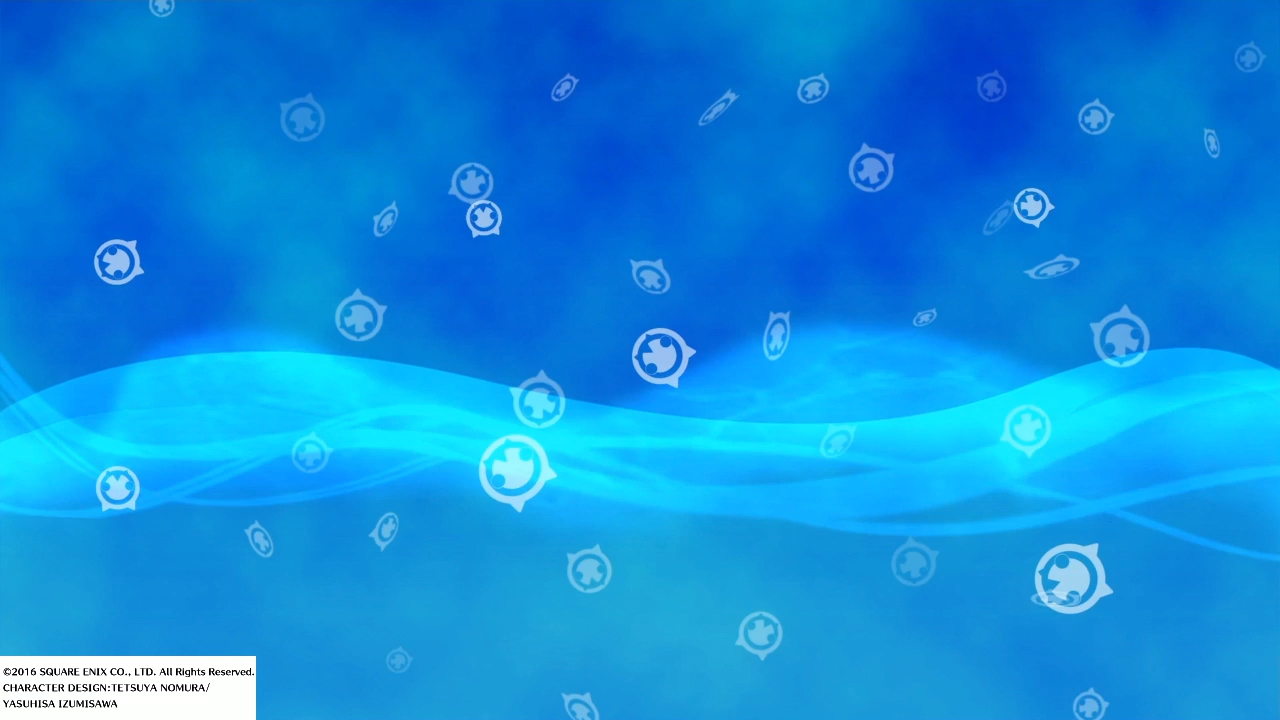 ©2016 SQUARE ENIX CO., LTD. All Rights Reserved.
CHARACTER DESIGN:TETSUYA NOMURA/
YASUHISA IZUMISAWA